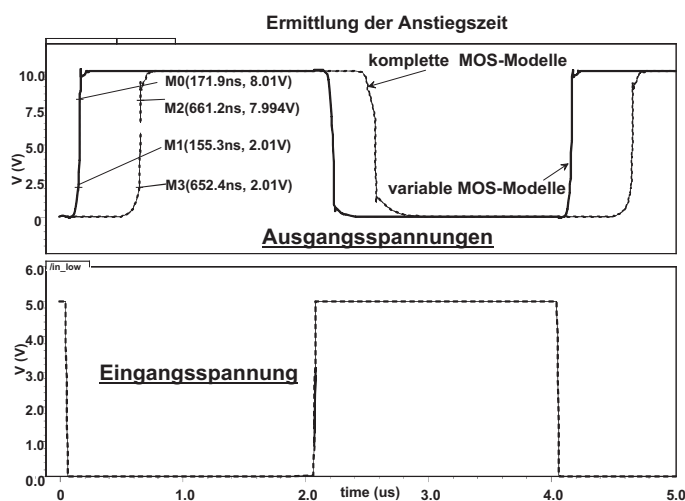 Ermittlung der Anstiegszeit
komplette MOS-Modelle
10.0
M0(171.9ns, 8.01V)
7.5
M2(661.2ns, 7.994V)
V (V)
5.0
M1(155.3ns, 2.01V)
2.5
M3(652.4ns, 2.01V)
variable MOS-Modelle
0
Ausgangsspannungen
6.0
/in_low
5.0
4.0
V (V)
3.0
Eingangsspannung
2.0
1.0
0.0
0
1.0
2.0
time (us)
3.0
4.0
5.0